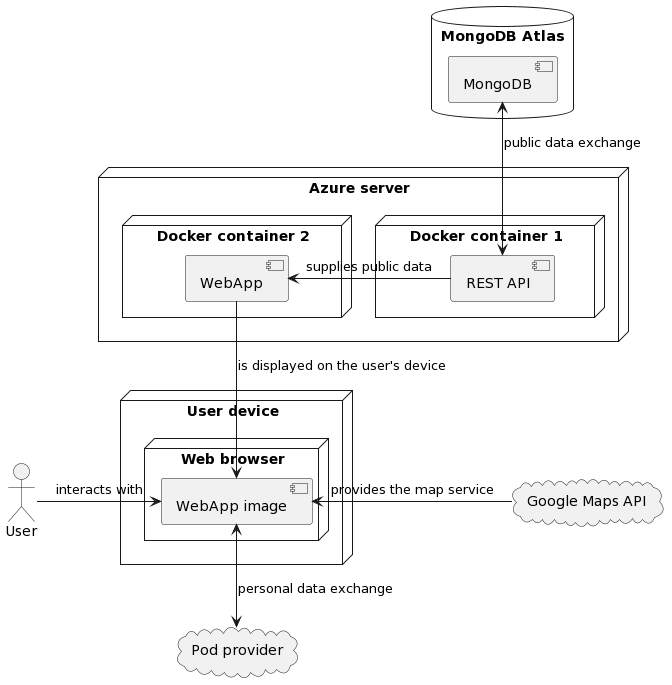 MongoDB Atlas
MongoDB
public data exchange
Azure server
Docker container 2
Docker container 1
supplies public data
WebApp
REST API
is displayed on the user's device
User device
Web browser
interacts with
provides the map service
WebApp image
Google Maps API
User
personal data exchange
Pod provider